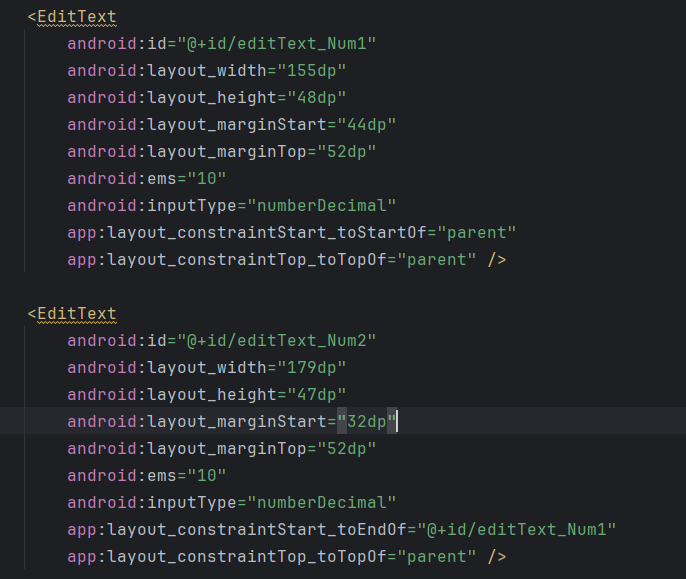 <EditText
android:id="@+id/editText_Num1"
android:layout_width="155dp"
android:layout_height="48dp"
android:layout_marginStart="44dp"
android:layout_marginTop="52dp"
android:ems="10"
android:inputType="numberDecimal"
app:layout_constraintStart_toStartOf="parent"
app:layout_constraintTop_toTopOf="parent" />
<EditText
android:id="@+id/editText_Num2"
android:layout_width="179dp"
android:layout_height="47dp"
android:layout_marginStart="32dp"
android:layout_marginTop="52dp"
android:ems="10"
android:inputType="numberDecimal"
app:layout_constraintStart_toEndOf="@+id/editText_Num1"
app:layout_constraintTop_toTopOf="parent" />